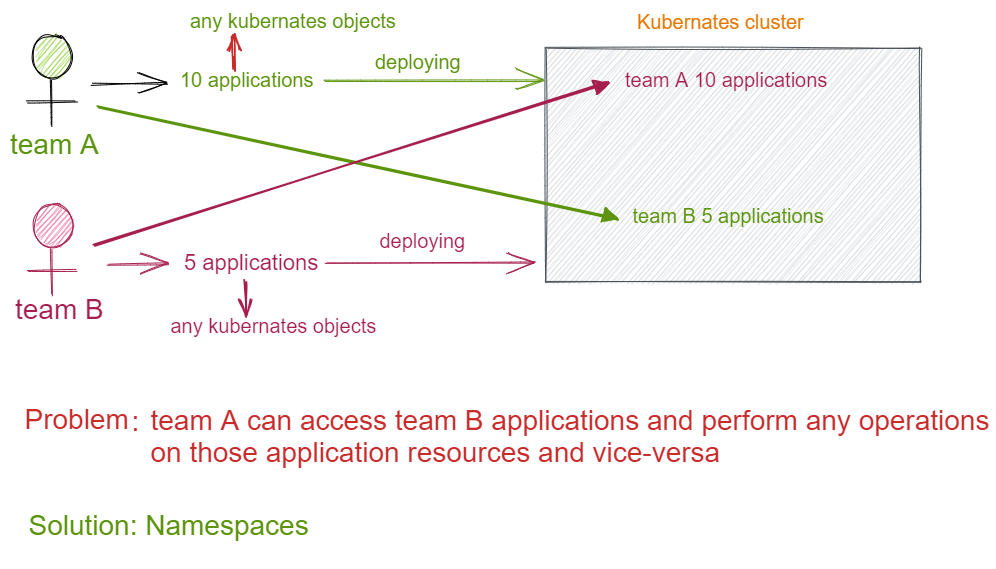 any kubernates objects
Kubernates cluster
deploying
10 applications
team A 10 applications
team A
team B 5 applications
deploying
5 applications
team B
any kubernates objects
Problem: team A can access team B applications and perform any operations
on those application resources and vice-versa
Solution: Namespaces